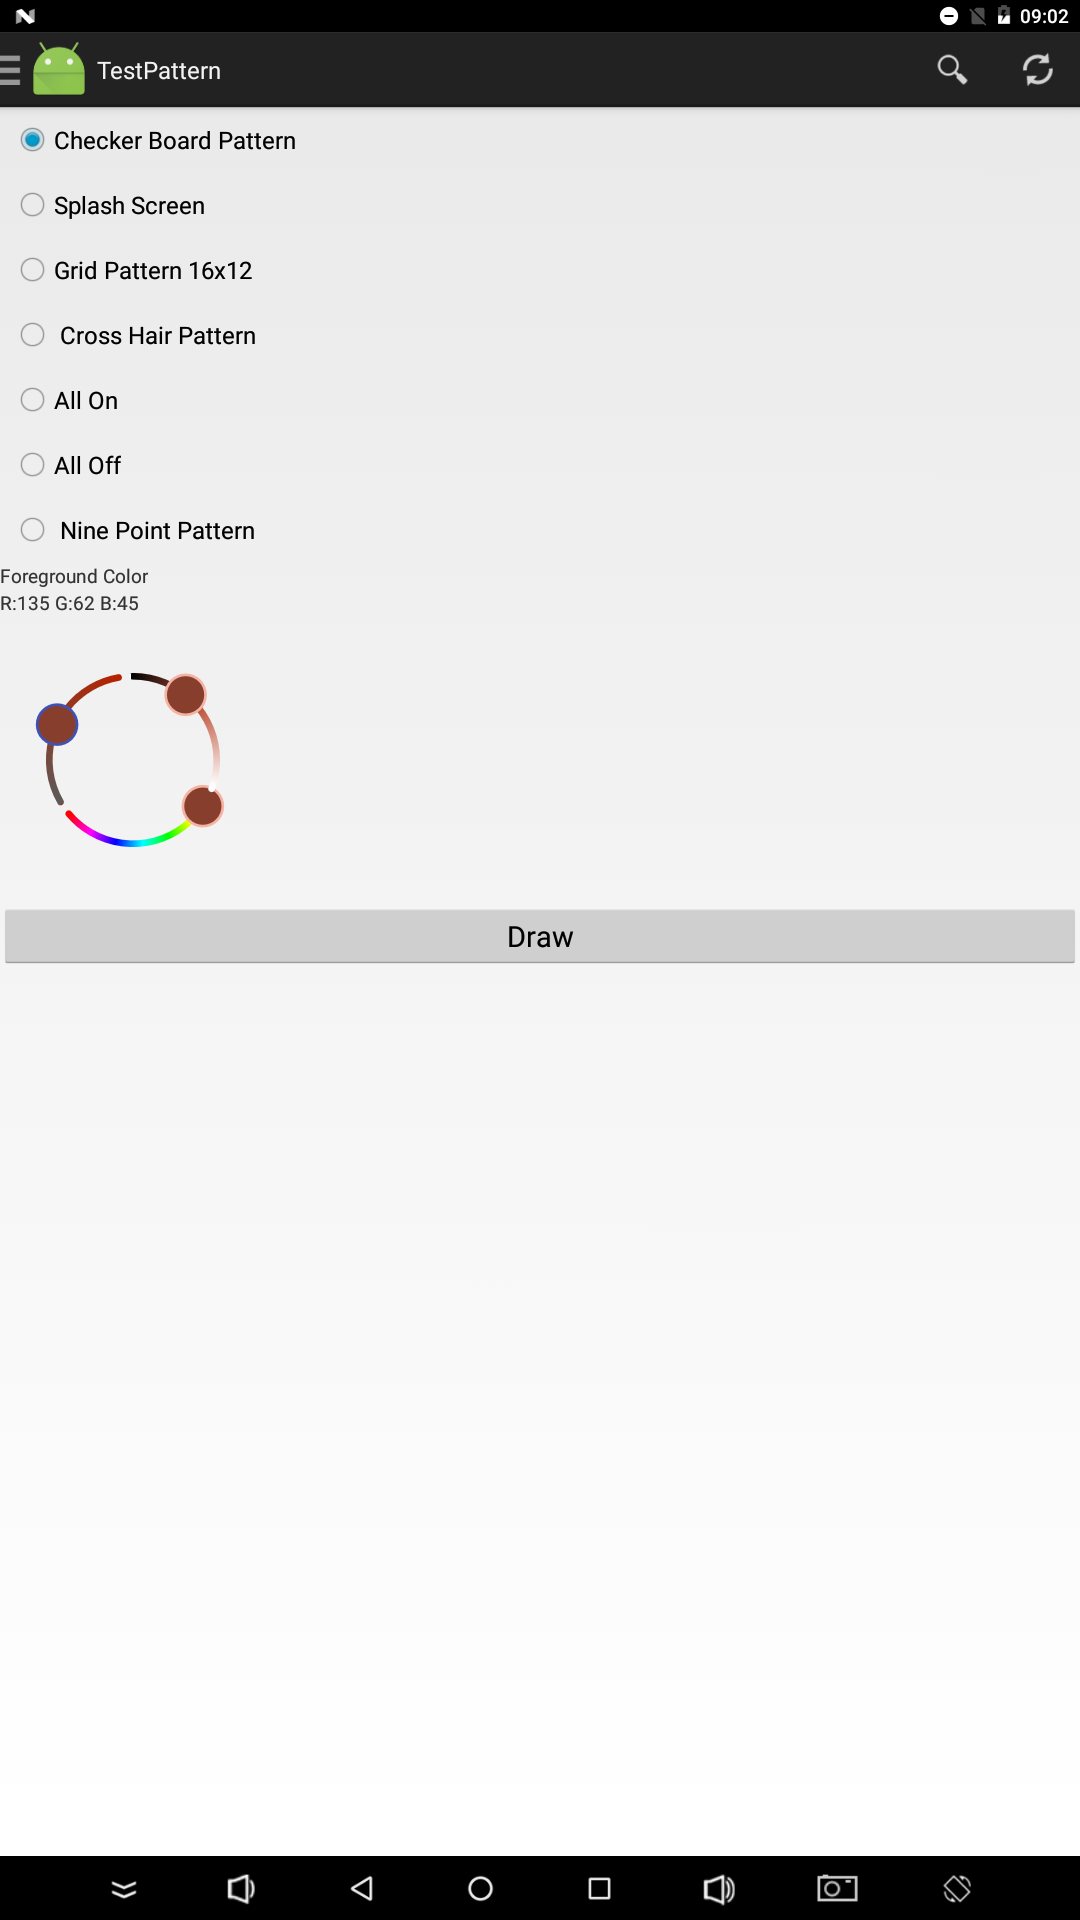 09:02
TestPattern
Checker Board Pattern
Splash Screen
Grid Pattern 16x12
Cross Hair Pattern
All On
All Off
Nine Point Pattern
Foreground Color
R:135 G:62 B:45
Draw